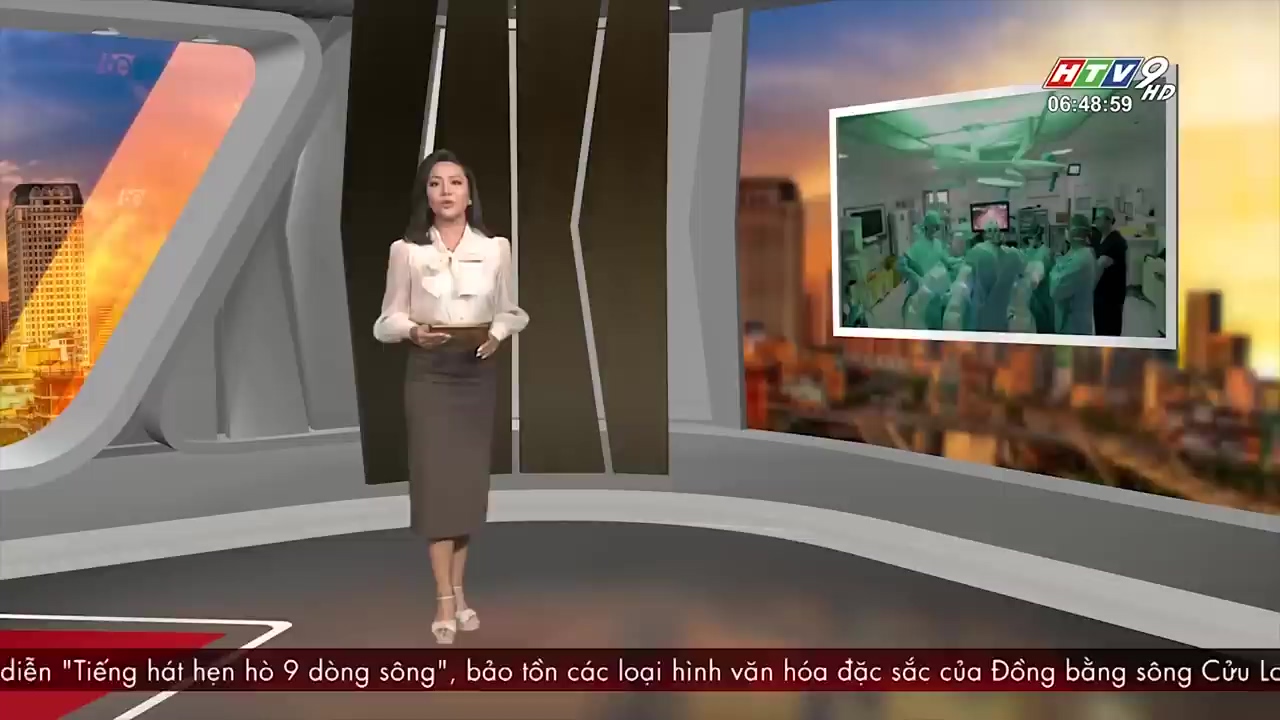 HTV9
HD
06:48:59
diễn "Tiếng hát hẹn hò 9 dòng sông", bảo tồn các loại hình văn hóa đặc sắc của Đồng bằng sông Cửu Lo